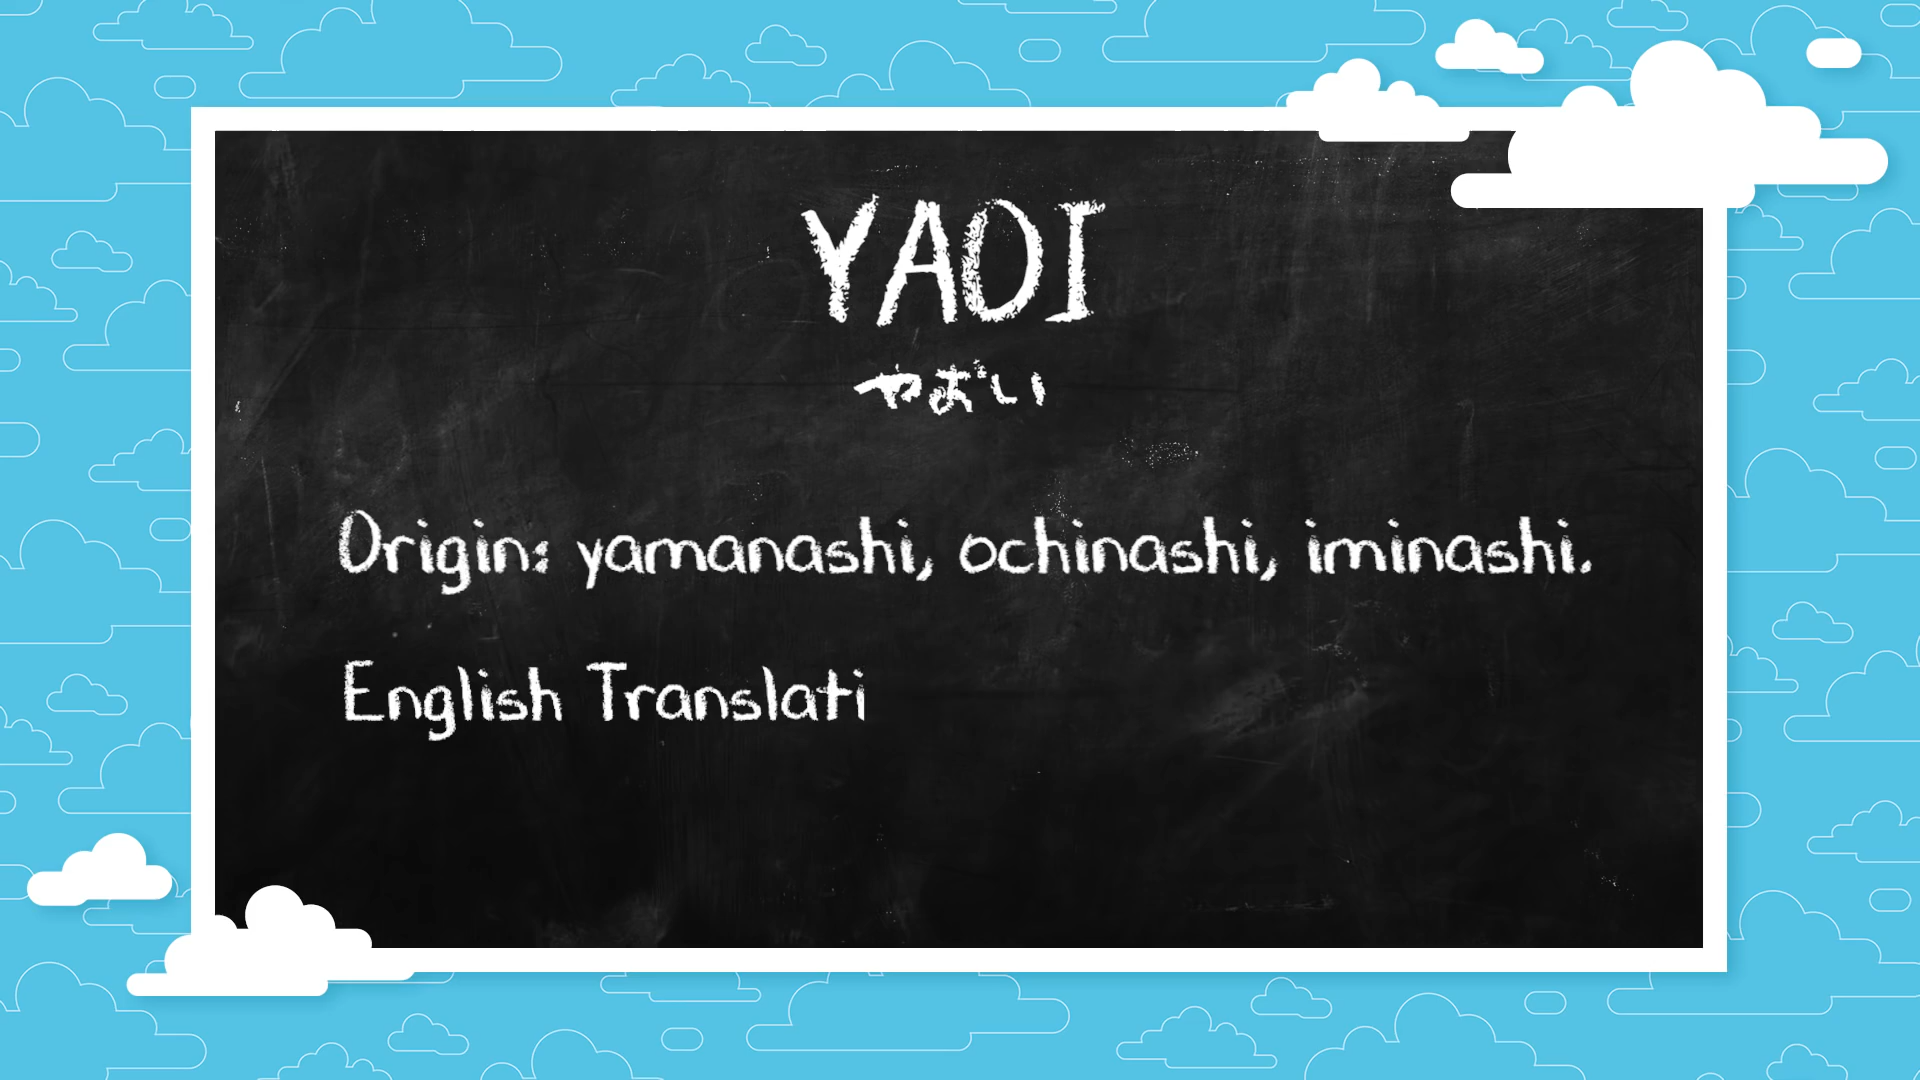 YAOI
やおい
Origin: yamanashi, ochinashi, iminashi.
English Translati